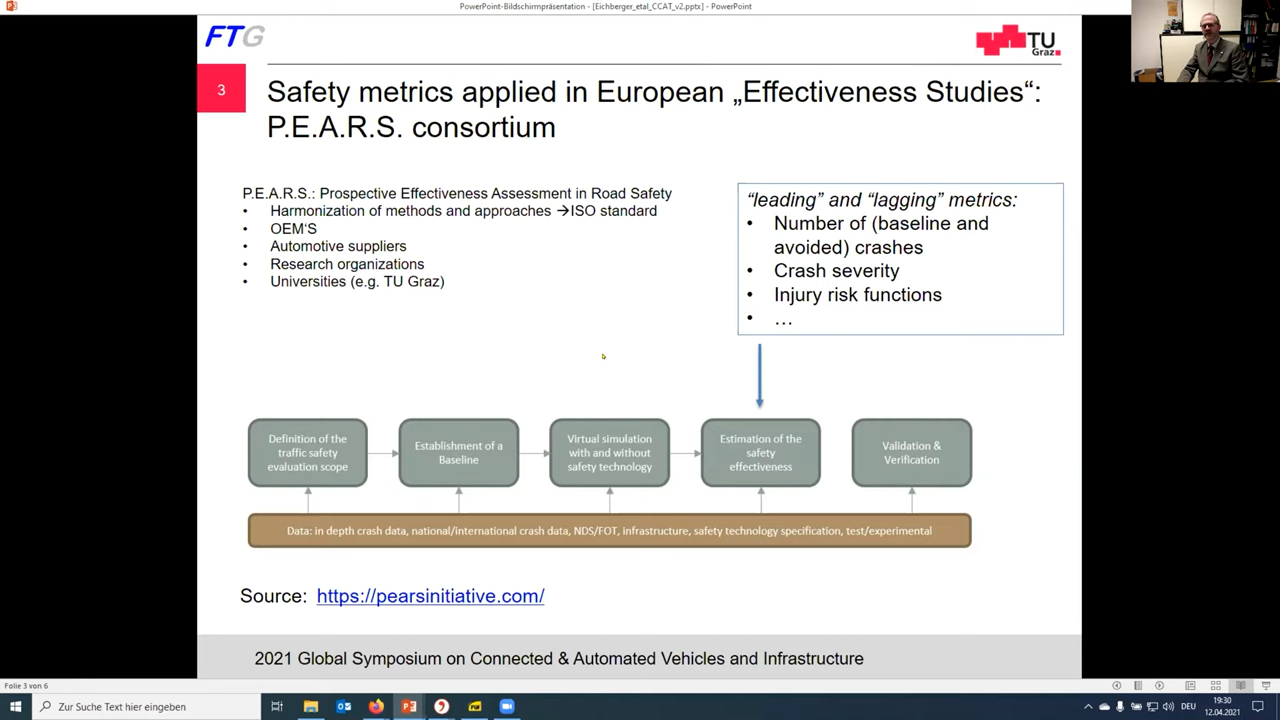 PowerPoint-Bildschirmpräsentation - [Eichberger_etal_CCAT_v2.pptx] - PowerPoint
FTG
TU
Graz
3
Safety metrics applied in European „Effectiveness Studies“:
P.E.A.R.S. consortium
P.E.A.R.S.: Prospective Effectiveness Assessment in Road Safety
• Harmonization of methods and approaches →ISO standard
• OEM‘S
• Automotive suppliers
• Research organizations
• Universities (e.g. TU Graz)
“leading” and “lagging” metrics:
• Number of (baseline and
avoided) crashes
• Crash severity
• Injury risk functions
• …
Definition of the
traffic safety
evaluation scope
Establishment of a
Baseline
Virtual simulation
with and without
safety technology
Estimation of the
safety
effectiveness
Validation &
Verification
Data: in depth crash data, national/international crash data, NDS/FOT, infrastructure, safety technology specification, test/experimental
Source: https://pearsinitiative.com/
2021 Global Symposium on Connected & Automated Vehicles and Infrastructure
Folie 3 von 6
Zur Suche Text hier eingeben
DEU
19:30
12.04.2021